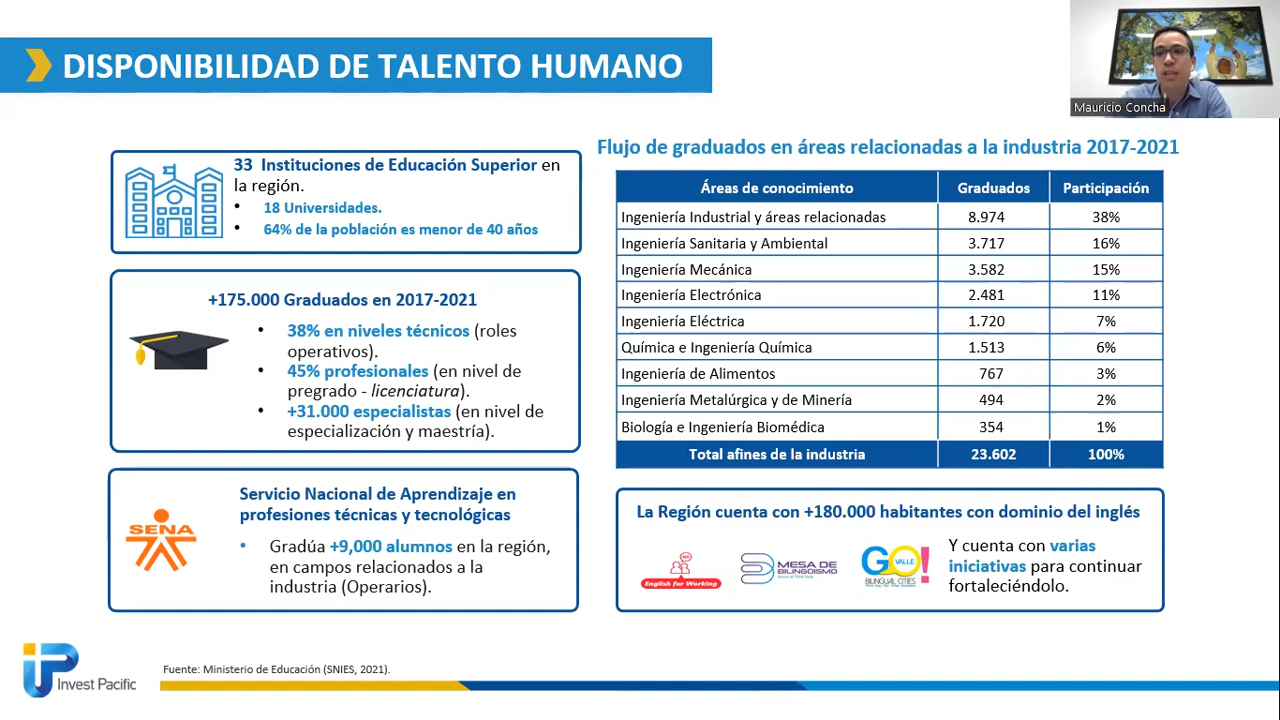 DISPONIBILIDAD DE TALENTO HUMANO
Mauricio Concha
33 Instituciones de Educación Superior en
la región.
• 18 Universidades.
• 64% de la población es menor de 40 años
+175.000 Graduados en 2017-2021
• 38% en niveles técnicos (roles
operativos).
• 45% profesionales (en nivel de
pregrado - licenciatura).
• +31.000 especialistas (en nivel de
especialización y maestría).
SENA
Servicio Nacional de Aprendizaje en
profesiones técnicas y tecnológicas
• Gradúa +9,000 alumnos en la región,
en campos relacionados a la
industria (Operarios).
Flujo de graduados en áreas relacionadas a la industria 2017-2021
Áreas de conocimiento Graduados Participación
Ingeniería Industrial y áreas relacionadas 8.974 38%
Ingeniería Sanitaria y Ambiental 3.717 16%
Ingeniería Mecánica 3.582 15%
Ingeniería Electrónica 2.481 11%
Ingeniería Eléctrica 1.720 7%
Química e Ingeniería Química 1.513 6%
Ingeniería de Alimentos 767 3%
Ingeniería Metalúrgica y de Minería 494 2%
Biología e Ingeniería Biomédica 354 1%
Total afines de la industria 23.602 100%
La Región cuenta con +180.000 habitantes con dominio del inglés
English for Working
MESA DE
BILINGÜISMO
GO!
VALLE
BILINGUAL CITIES
Y cuenta con varias
iniciativas para continuar
fortaleciéndolo.
Invest Pacific
Fuente: Ministerio de Educación (SNIES, 2021).